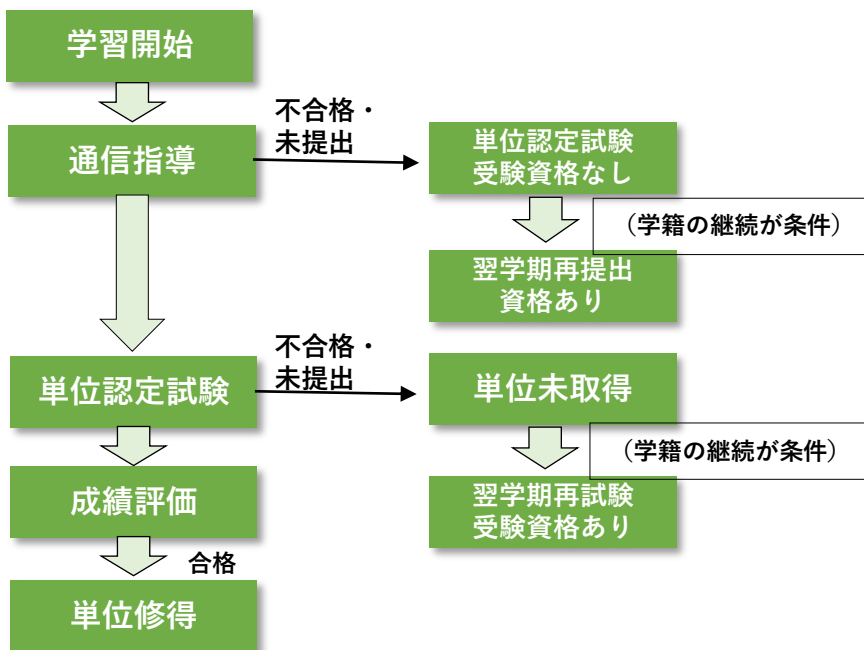 学習開始
不合格・
未提出
通信指導
単位認定試験
受験資格なし
（学籍の継続が条件）
翌学期再提出
資格あり
不合格・
未提出
単位認定試験
単位未取得
（学籍の継続が条件）
成績評価
翌学期再試験
受験資格あり
合格
単位修得